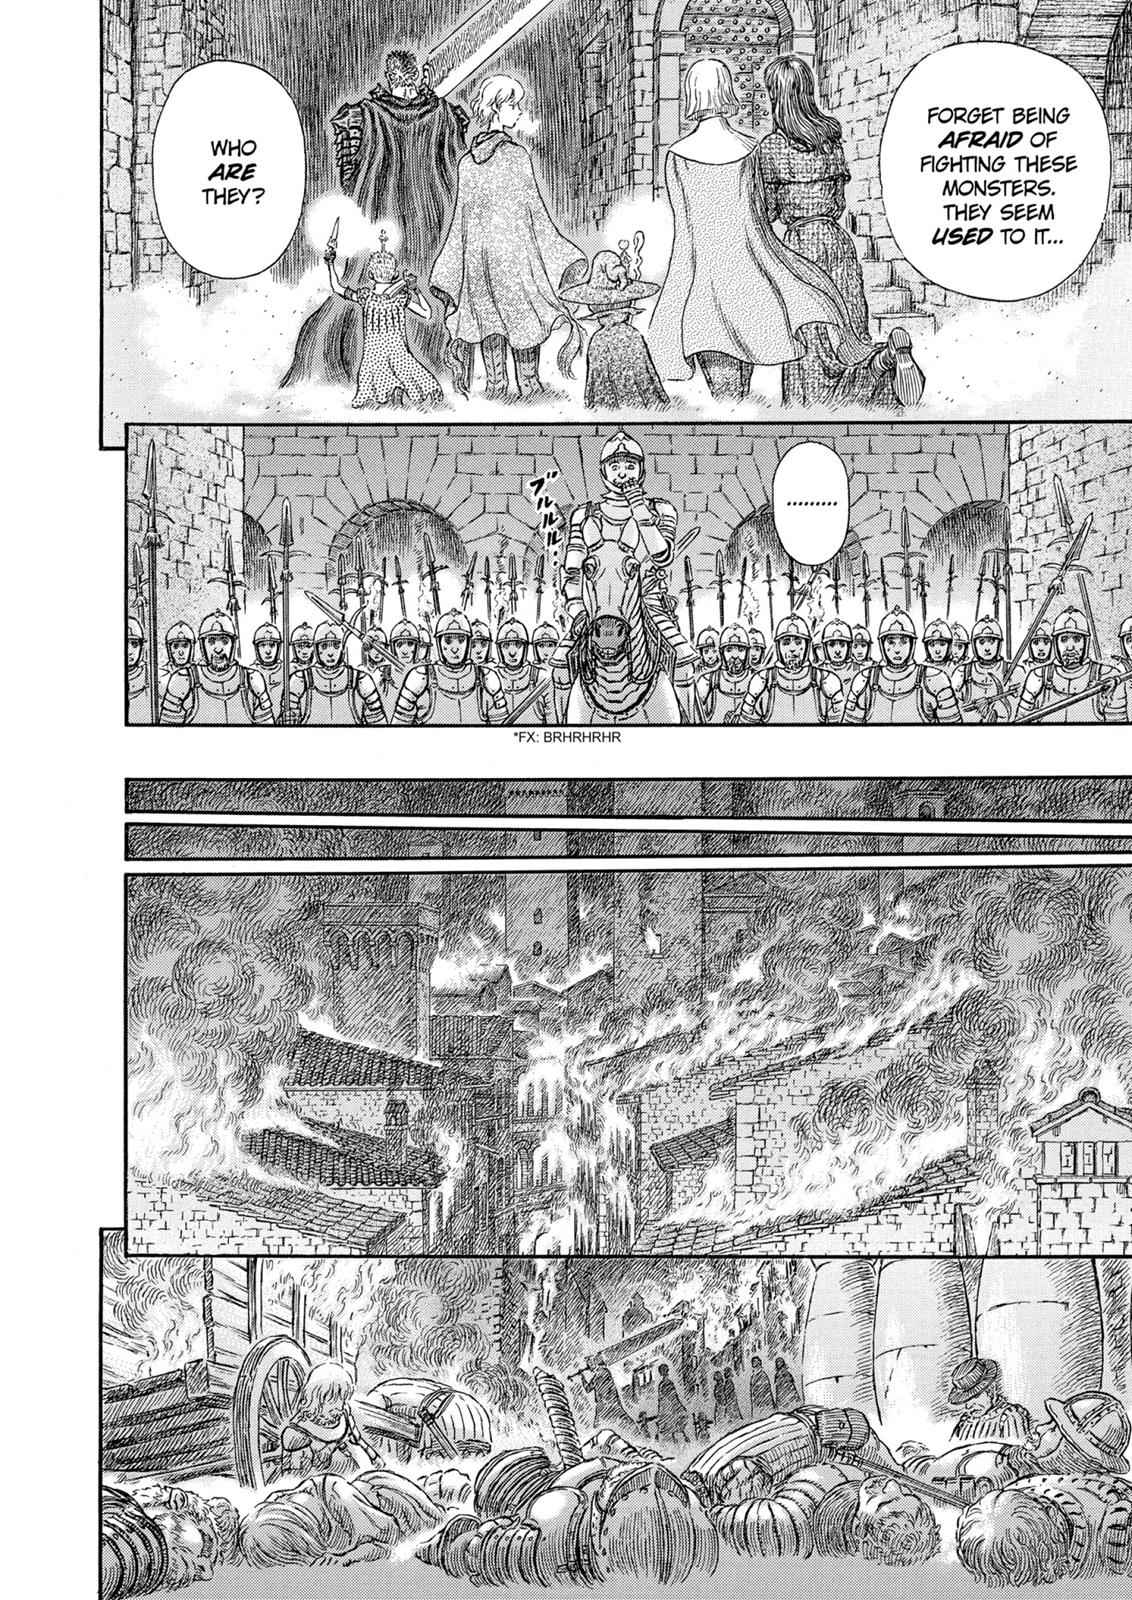 FORGET BEING
AFRAID OF
FIGHTING THESE
MONSTERS.
THEY SEEM
USED TO IT...
WHO
ARE
THEY?
..........
ブルルル.
*FX: BRHRHRHR
..........